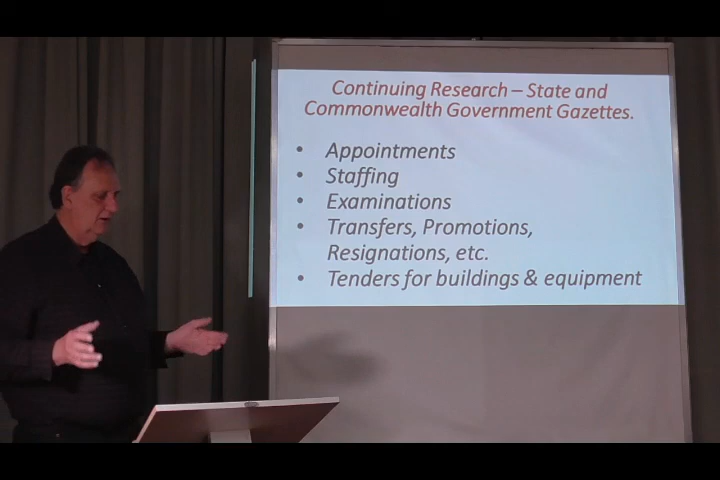 Continuing Research – State and
Commonwealth Government Gazettes.
• Appointments
• Staffing
• Examinations
• Transfers, Promotions,
Resignations, etc.
• Tenders for buildings & equipment